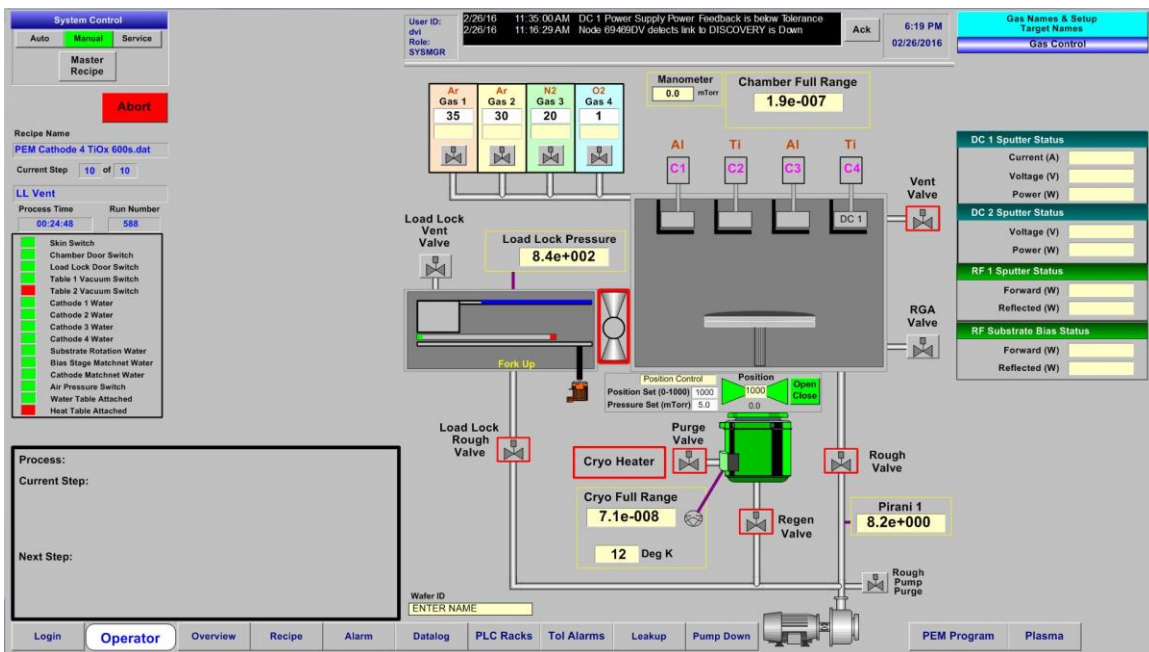 System Control
Auto
Manual
Service
Master
Recipe
Abort
Recipe Name
PEM Cathode 4 TiOx 600s.dat
Current Step
10
of
10
LL Vent
Process Time
Run Number
00:24:48
588
Skin Switch
Chamber Door Switch
Load Lock Door Switch
Table 1 Vacuum Switch
Table 2 Vacuum Switch
Cathode 1 Water
Cathode 2 Water
Cathode 3 Water
Cathode 4 Water
Substrate Rotation Water
Bias Stage Matchnet Water
Cathode Matchnet Water
Air Pressure Switch
Water Table Attached
Heat Table Attached
Process:
Current Step:
Next Step:
User ID:
dvi
Role:
SYSMGR
2/26/16 11:35:00 AM DC 1 Power Supply Power Feedback is below Tolerance
2/26/16 11:16:29 AM Node 69469DV detects link to DISCOVERY is Down
Ack
6:19 PM
02/26/2016
Gas Names & Setup
Target Names
Gas Control
Ar
Gas 1
35
Ar
Gas 2
30
N2
Gas 3
20
O2
Gas 4
1
Manometer
0.0 mTorr
Chamber Full Range
1.9e-007
Al
Ti
Al
Ti
C1
C2
C3
C4
DC 1
Vent
Valve
RGA
Valve
Load Lock
Vent
Valve
Load Lock Pressure
8.4e+002
Fork Up
Position Control
Position Set (0-1000) 1000
Pressure Set (mTorr) 5.0
Position
1000
0.0
Open
Close
Load Lock
Rough
Valve
Purge
Valve
Cryo Heater
Rough
Valve
Cryo Full Range
7.1e-008
12 Deg K
Regen
Valve
Pirani 1
8.2e+000
Rough
Pump
Purge
Wafer ID
ENTER NAME
DC 1 Sputter Status
Current (A)
Voltage (V)
Power (W)
DC 2 Sputter Status
Voltage (V)
Power (W)
RF 1 Sputter Status
Forward (W)
Reflected (W)
RF Substrate Bias Status
Forward (W)
Reflected (W)
Login
Operator
Overview
Recipe
Alarm
Datalog
PLC Racks
Tol Alarms
Leakup
Pump Down
PEM Program
Plasma